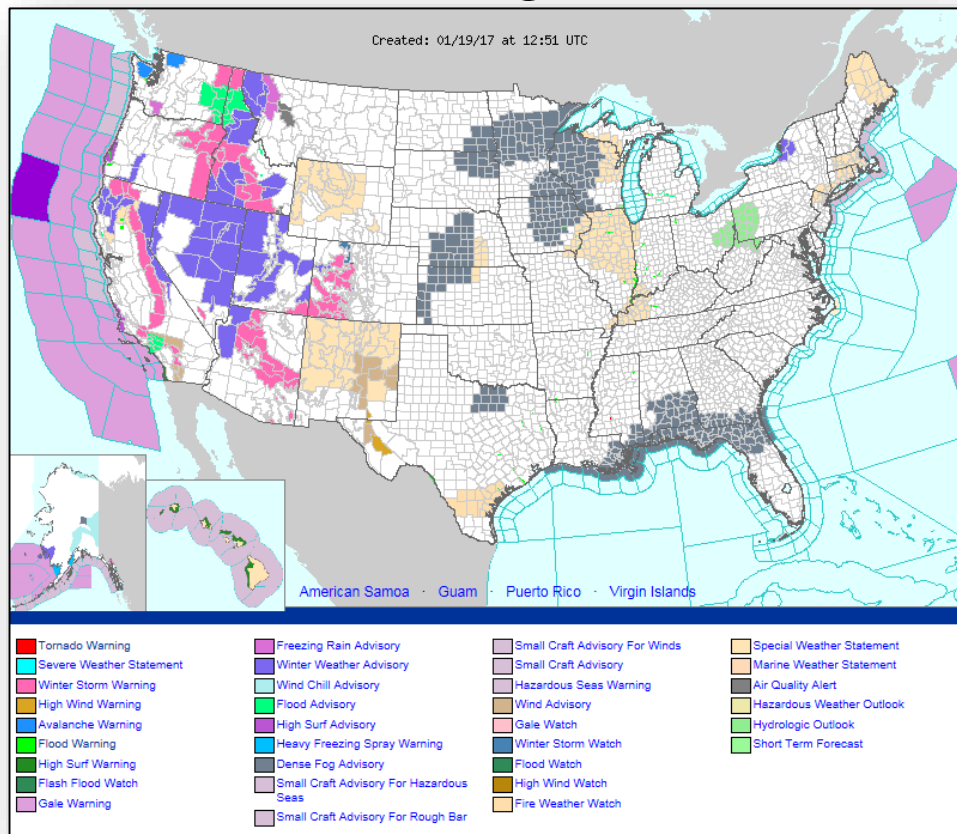 Created: 01/19/17 at 12:51 UTC
American Samoa · Guam · Puerto Rico · Virgin Islands
Tornado Warning
Severe Weather Statement
Winter Storm Warning
High Wind Warning
Avalanche Warning
Flood Warning
High Surf Warning
Flash Flood Watch
Gale Warning
Freezing Rain Advisory
Winter Weather Advisory
Wind Chill Advisory
Flood Advisory
High Surf Advisory
Heavy Freezing Spray Warning
Dense Fog Advisory
Small Craft Advisory For Hazardous
Seas
Small Craft Advisory For Rough Bar
Small Craft Advisory For Winds
Small Craft Advisory
Hazardous Seas Warning
Wind Advisory
Gale Watch
Winter Storm Watch
Flood Watch
High Wind Watch
Fire Weather Watch
Special Weather Statement
Marine Weather Statement
Air Quality Alert
Hazardous Weather Outlook
Hydrologic Outlook
Short Term Forecast